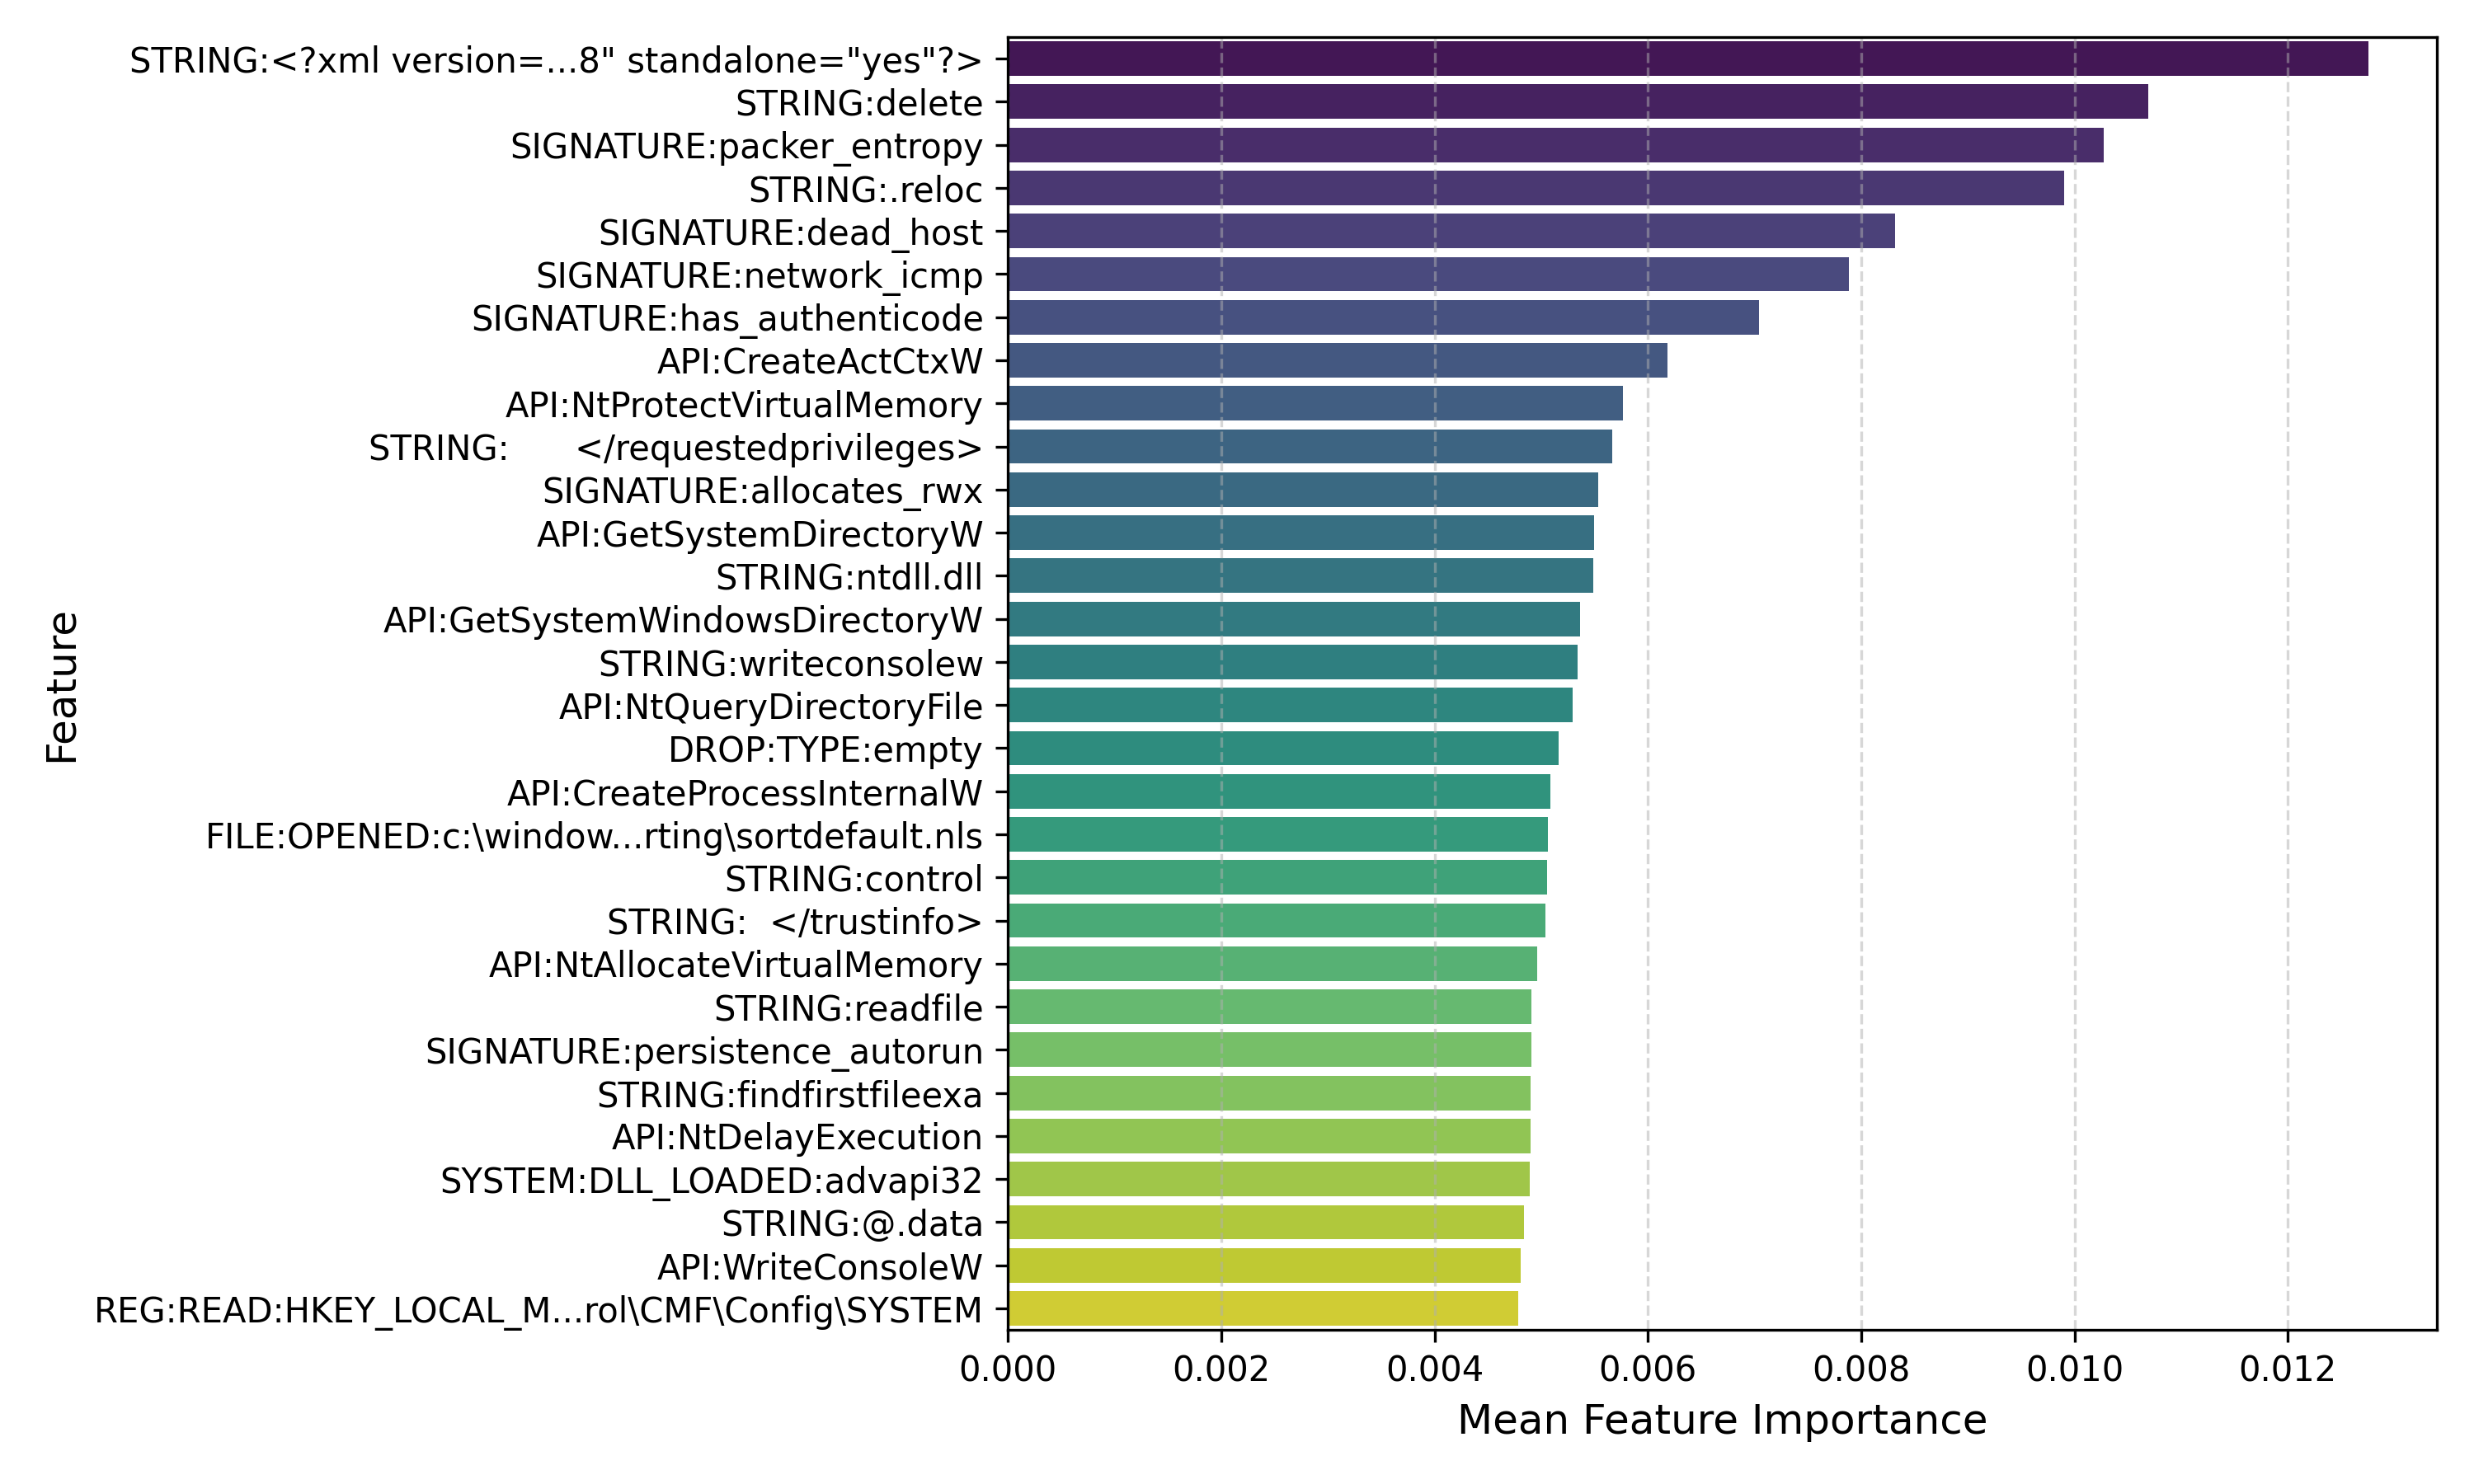 STRING:<?xml version=...8" standalone="yes"?>
STRING:delete
SIGNATURE:packer_entropy
STRING:.reloc
SIGNATURE:dead_host
SIGNATURE:network_icmp
SIGNATURE:has_authenticode
API:CreateActCtxW
API:NtProtectVirtualMemory
STRING:      </requestedprivileges>
SIGNATURE:allocates_rwx
API:GetSystemDirectoryW
STRING:ntdll.dll
API:GetSystemWindowsDirectoryW
STRING:writeconsolew
API:NtQueryDirectoryFile
DROP:TYPE:empty
API:CreateProcessInternalW
FILE:OPENED:c:\window...rting\sortdefault.nls
STRING:control
STRING:  </trustinfo>
API:NtAllocateVirtualMemory
STRING:readfile
SIGNATURE:persistence_autorun
STRING:findfirstfileexa
API:NtDelayExecution
SYSTEM:DLL_LOADED:advapi32
STRING:@.data
API:WriteConsoleW
REG:READ:HKEY_LOCAL_M...rol\CMF\Config\SYSTEM
Feature
0.000 0.002 0.004 0.006 0.008 0.010 0.012
Mean Feature Importance